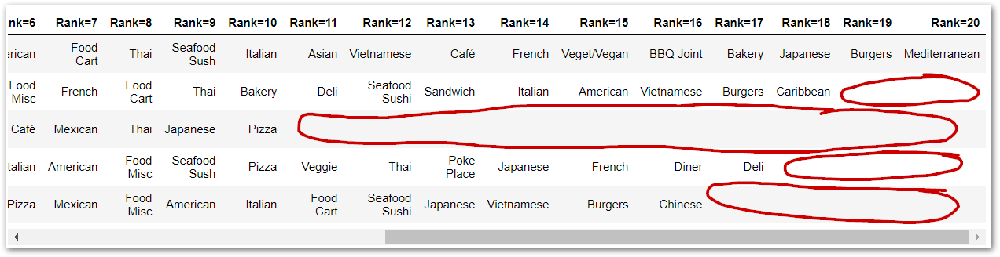 nk=6 Rank=7 Rank=8 Rank=9 Rank=10 Rank=11 Rank=12 Rank=13 Rank=14 Rank=15 Rank=16 Rank=17 Rank=18 Rank=19 Rank=20
erican Food Cart Thai Seafood Sush Italian Asian Vietnamese Café French Veget/Vegan BBQ Joint Bakery Japanese Burgers Mediterranean
Food Misc French Food Cart Thai Bakery Deli Seafood Sushi Sandwich Italian American Vietnamese Burgers Caribbean
Café Mexican Thai Japanese Pizza
talian American Food Misc Seafood Sush Pizza Veggie Thai Poke Place Japanese French Diner Deli
Pizza Mexican Food Misc American Italian Food Cart Seafood Sushi Japanese Vietnamese Burgers Chinese